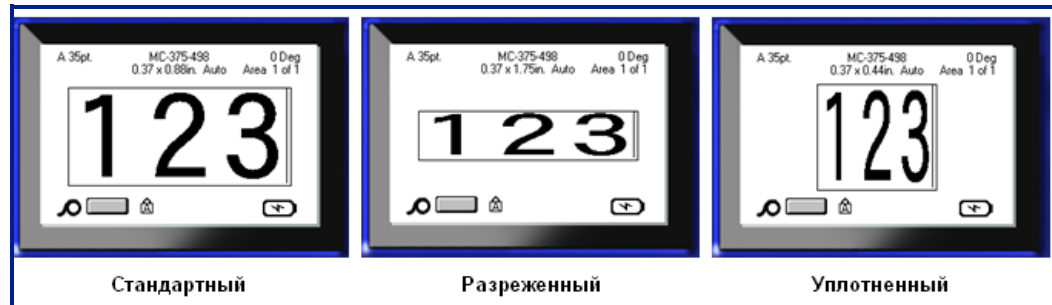 A 35pt. MC-375-498 0 Deg
0.37 x 0.88in. Auto Area 1 of 1
123
A
Стандартный
A 35pt. MC-375-498 0 Deg
0.37 x 1.75in. Auto Area 1 of 1
123
A
Разреженный
A 35pt. MC-375-498 0 Deg
0.37 x 0.44in. Auto Area 1 of 1
123
A
Уплотненный